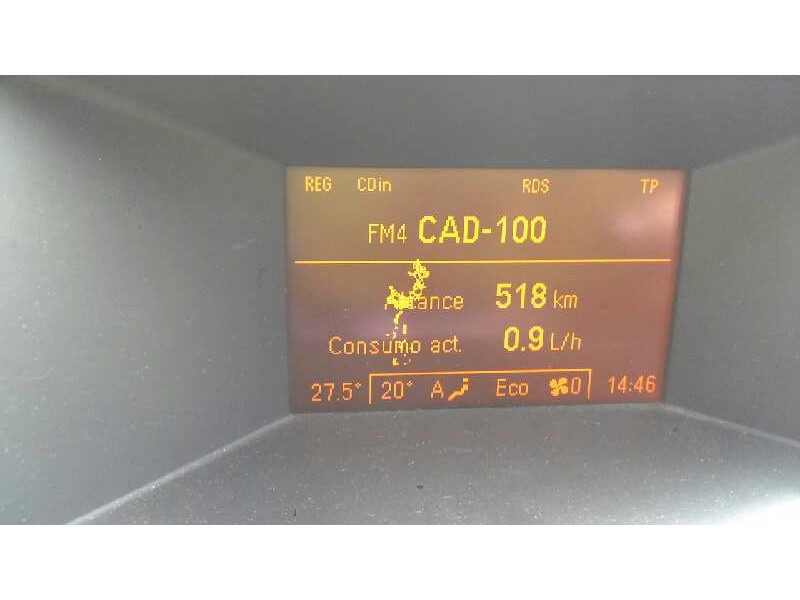 REG CDin RDS TP
FM4 CAD-100
518 km
Consumo act. 0.9 L/h
27.5° 20° A Eco 0 14:46